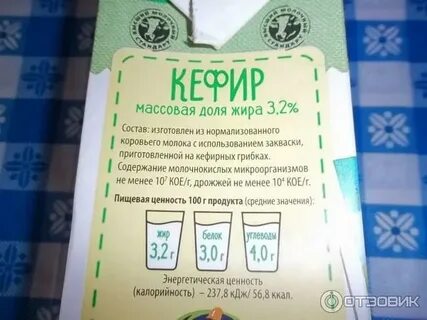 КЕФИР
массовая доля жира 3,2%
Состав: изготовлен из нормализованного
коровьего молока с использованием закваски,
приготовленной на кефирных грибках.
Содержание молочнокислых микроорганизмов
не менее 10⁷ КОЕ/г, дрожжей не менее 10⁴ КОЕ/г.
Пищевая ценность 100 г продукта (средние значения):
жир белок углеводы
3,2 г 3,0 г 4,0 г
Энергетическая ценность
(калорийность) – 237,8 кДж/ 56,8 ккал.
ОТЗОВИК